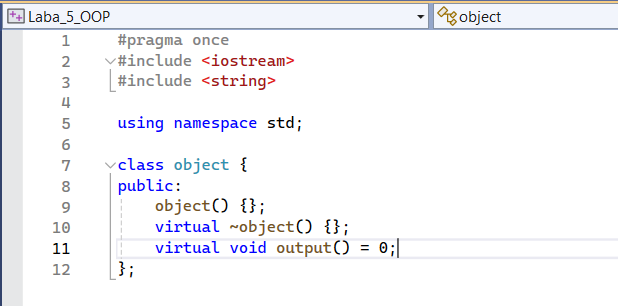 Laba_5_OOP object
1 #pragma once
2 #include <iostream>
3 #include <string>
4
5 using namespace std;
6
7 class object {
8 public:
9     object() {};
10     virtual ~object() {};
11     virtual void output() = 0;
12 };